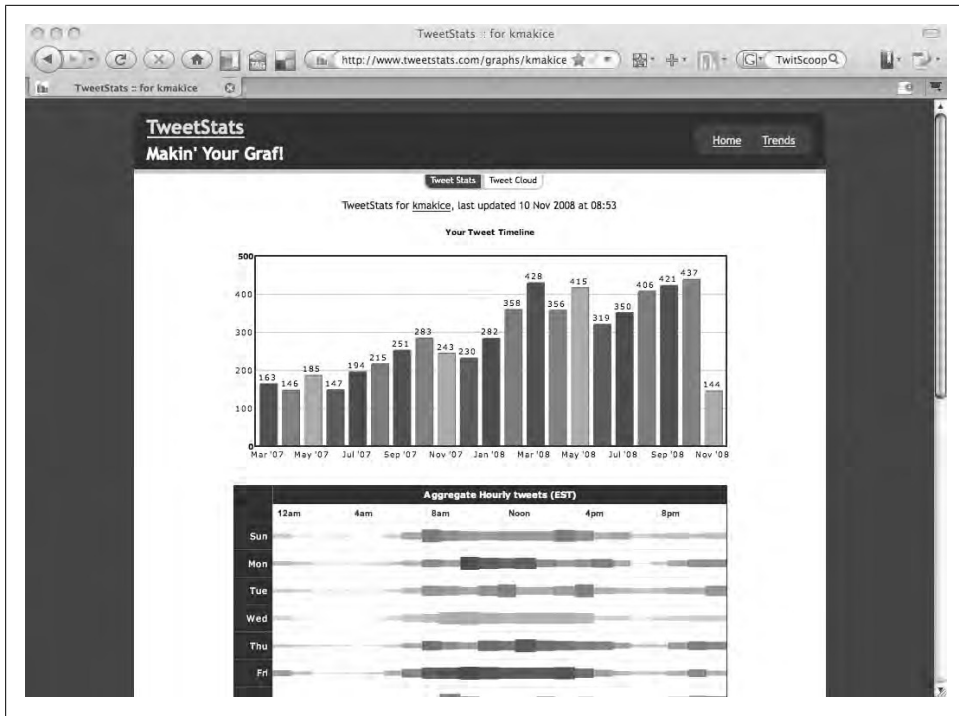 TweetStats :: for kmakice
TAG
http://www.tweetstats.com/graphs/kmakice
G
TwitScoop
TweetStats :: for kmakice
TweetStats
Makin' Your Graf!
Home Trends
Tweet Stats Tweet Cloud
TweetStats for kmakice, last updated 10 Nov 2008 at 08:53
Your Tweet Timeline
500
400
300
200
100
0
163 146 185 147 194 215 251 283 243 230 282 358 428 356 415 319 350 406 421 437 144
Mar '07 May '07 Jul '07 Sep '07 Nov '07 Jan '08 Mar '08 May '08 Jul '08 Sep '08 Nov '08
Aggregate Hourly tweets (EST)
12am 4am 8am Noon 4pm 8pm
Sun
Mon
Tue
Wed
Thu
Fri